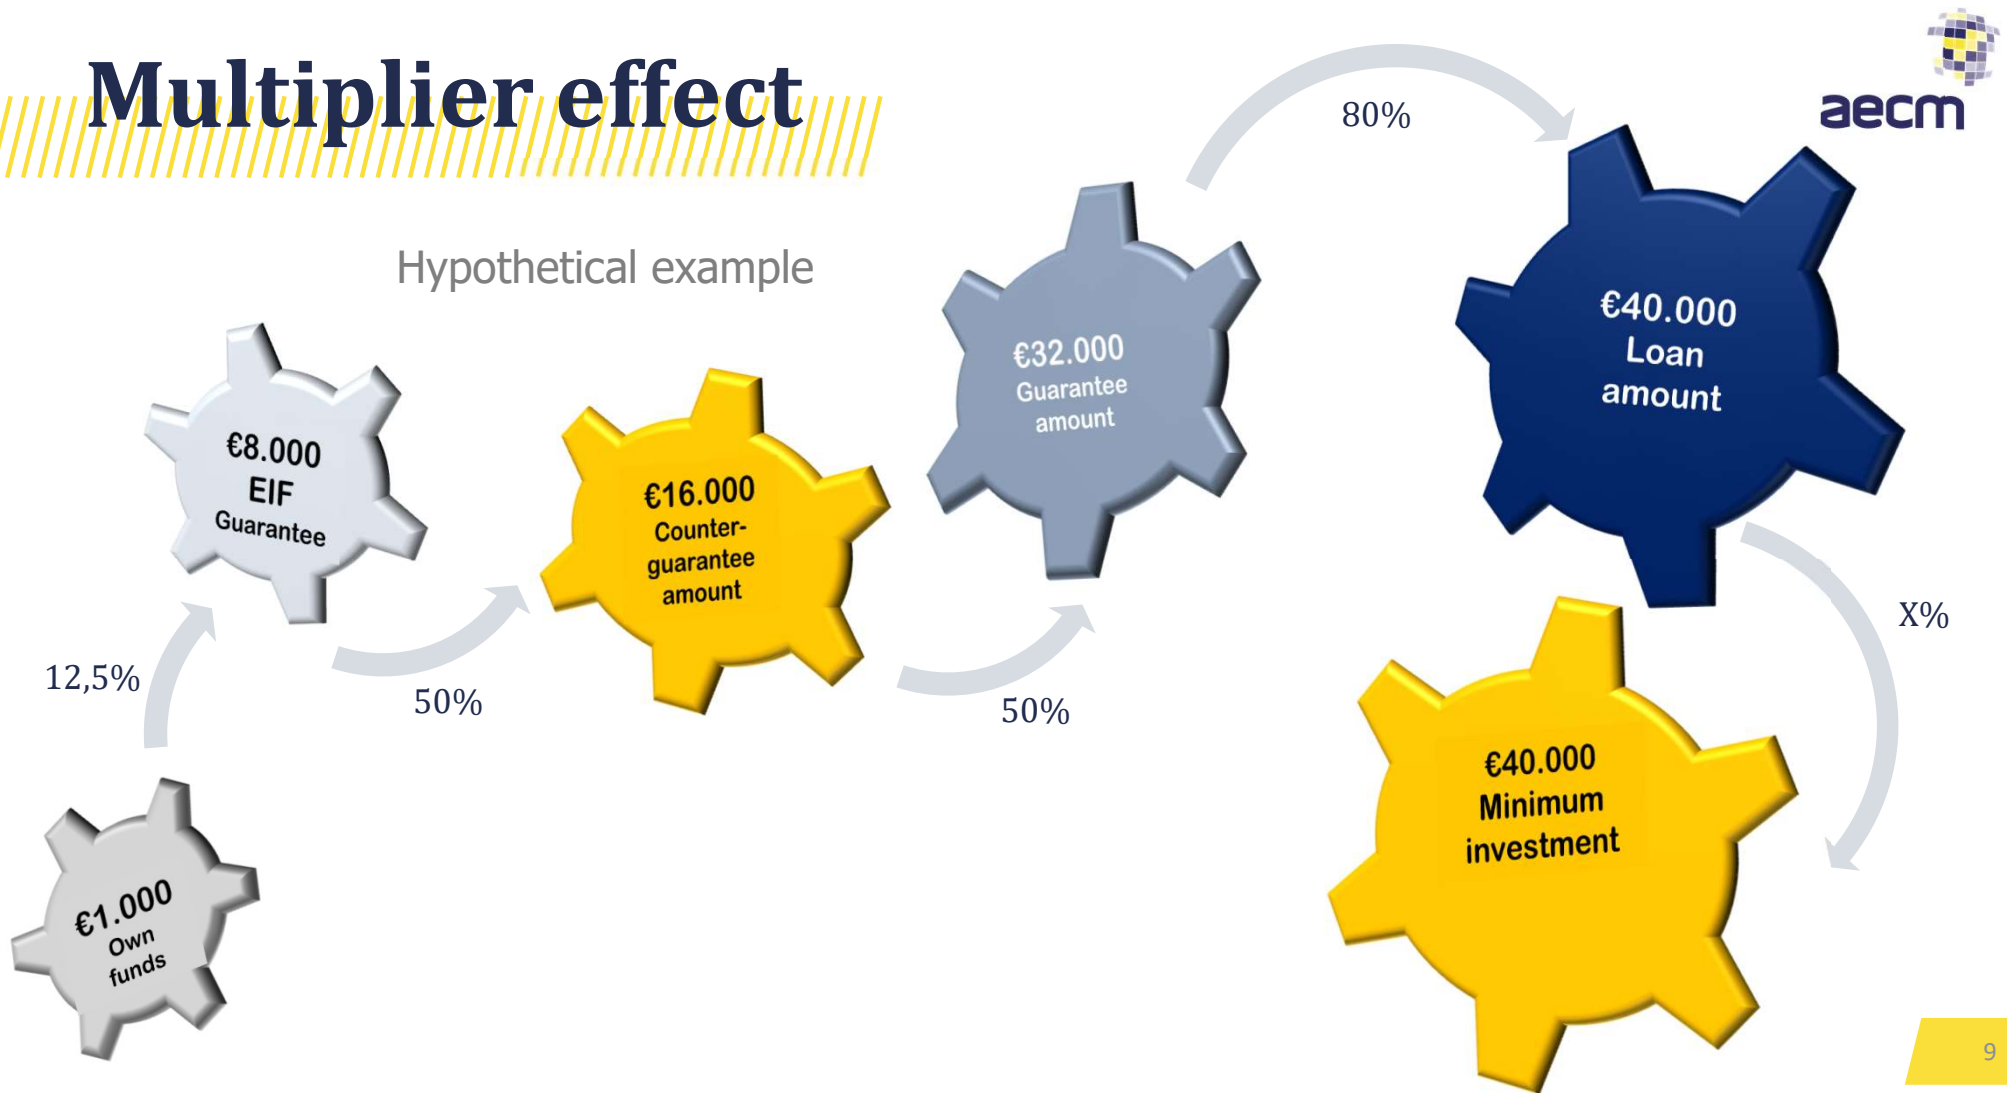 Multiplier effect
aecm
Hypothetical example
80%
€8.000
EIF
Guarantee
€16.000
Counter-
guarantee
amount
€32.000
Guarantee
amount
€40.000
Loan
amount
12,5%
50%
50%
X%
€1.000
Own
funds
€40.000
Minimum
investment
9